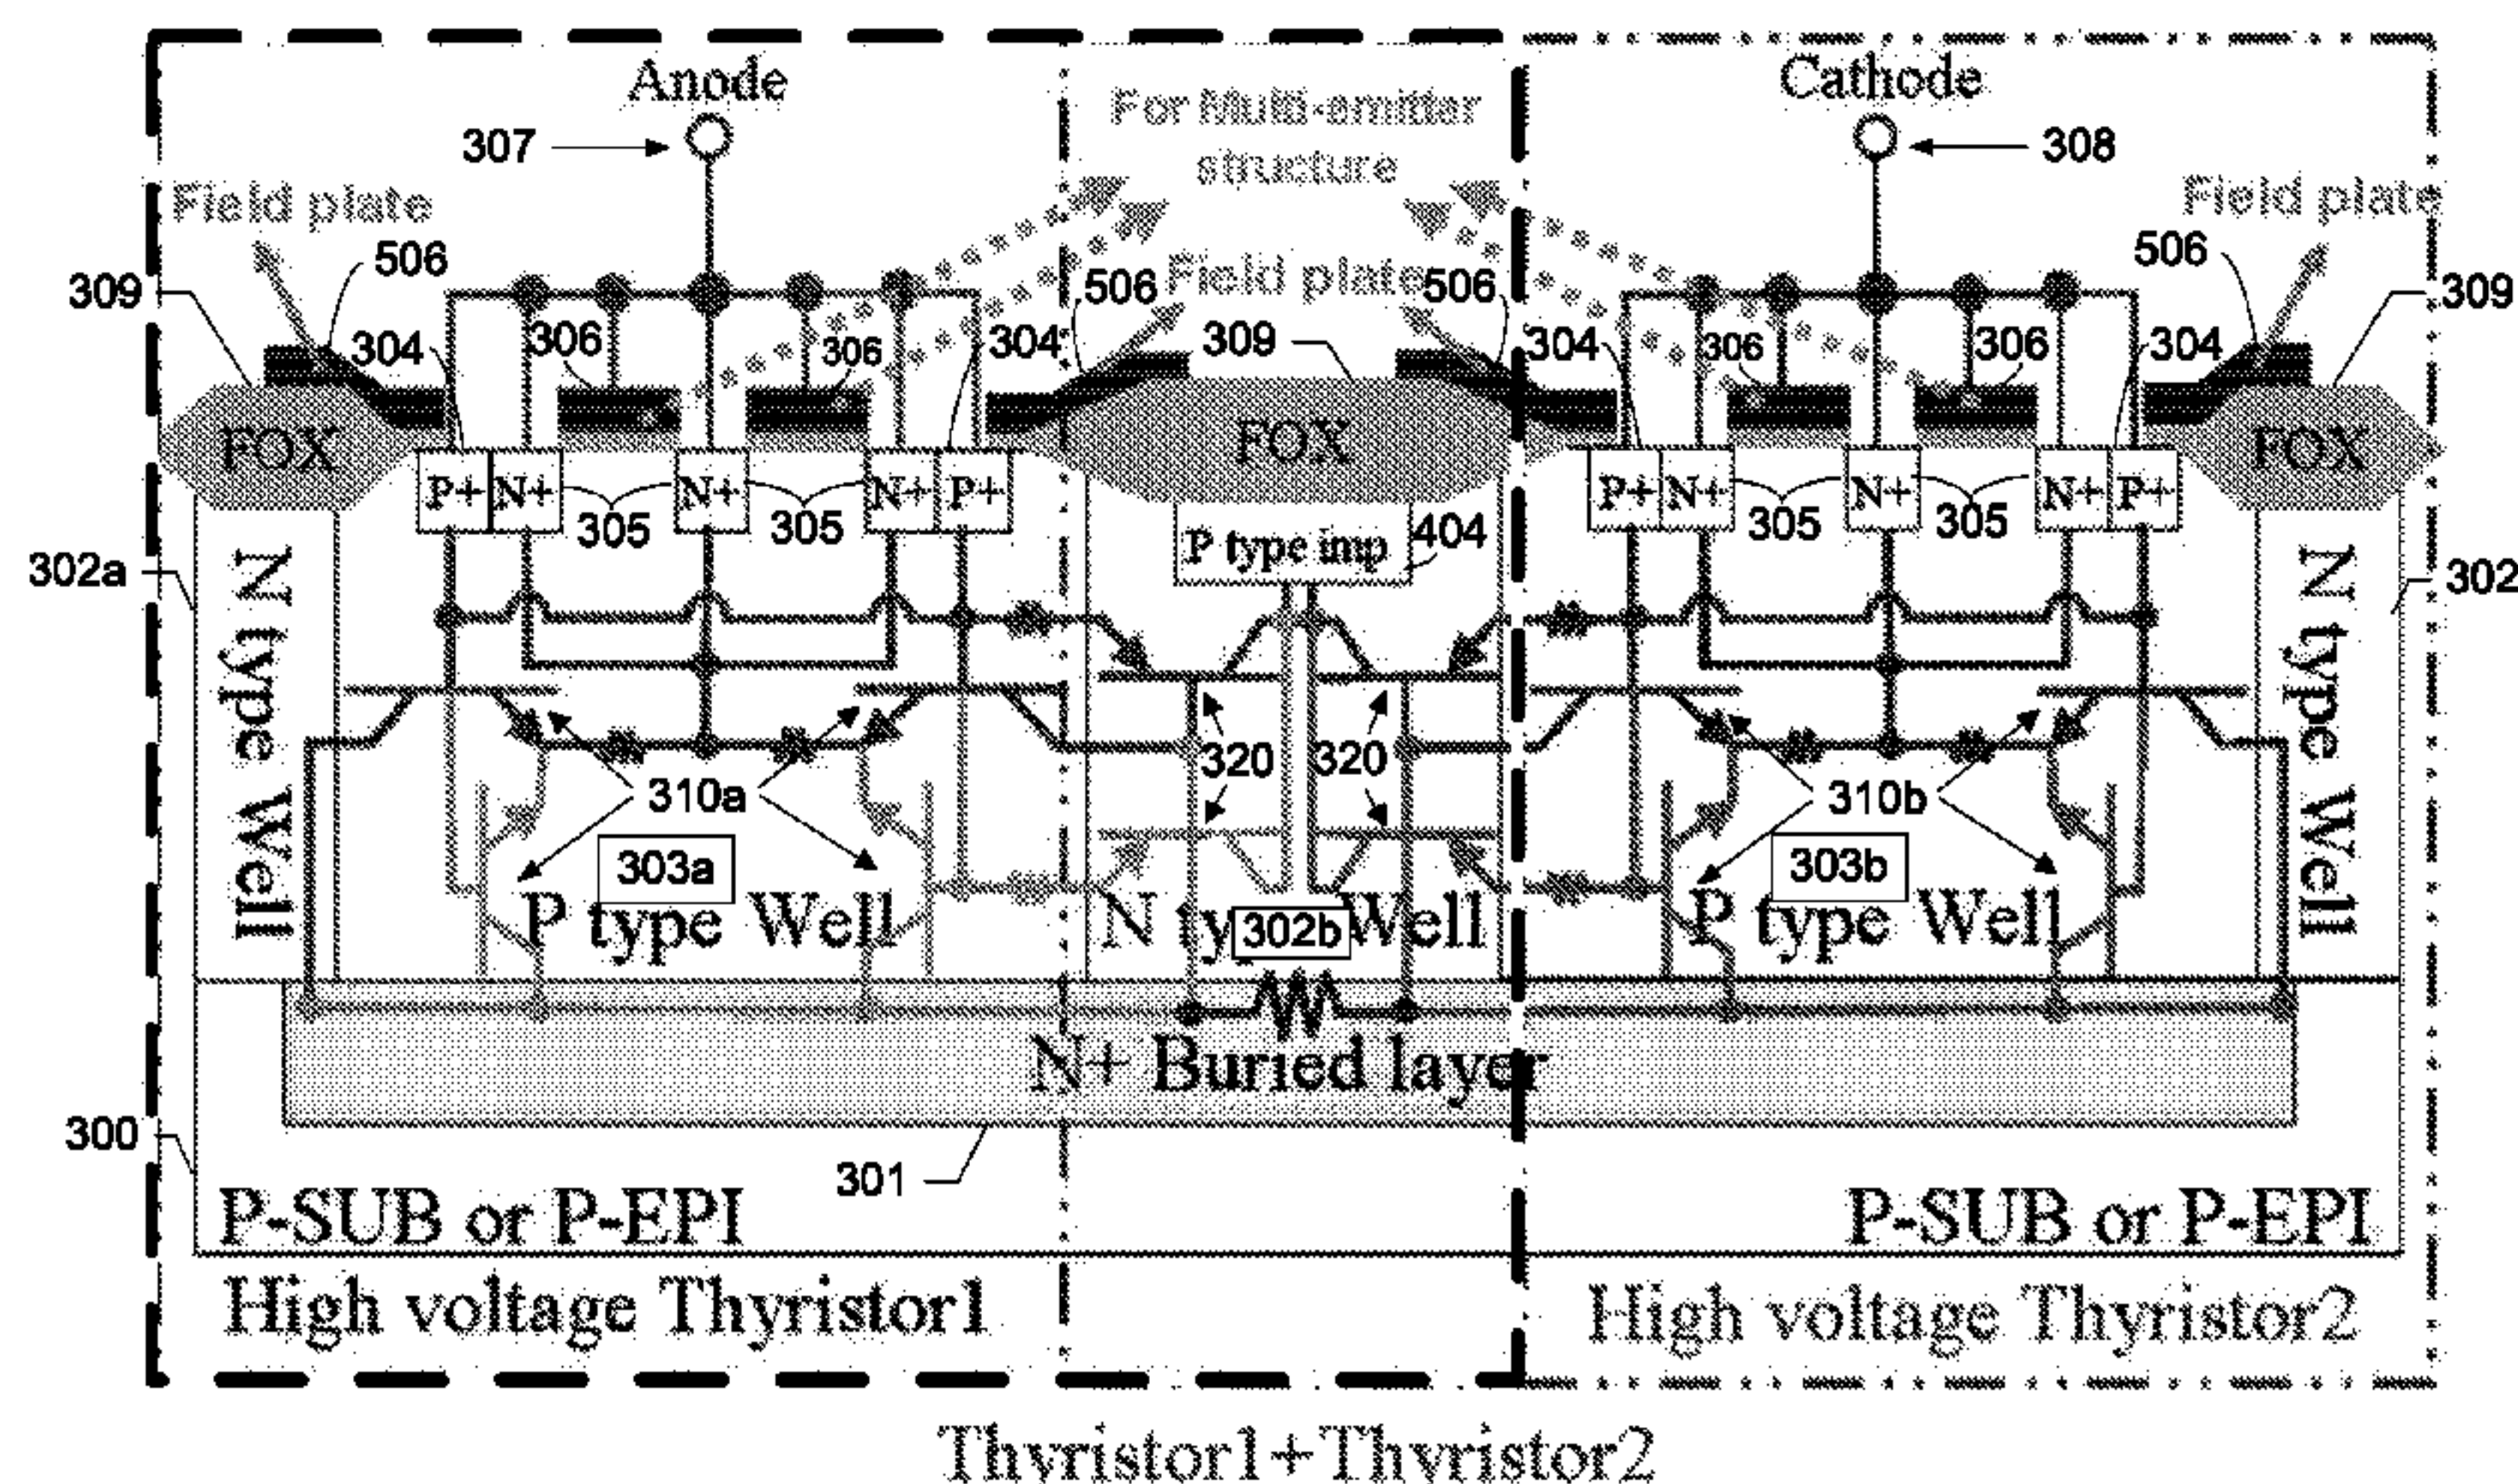 Anode
Cathode
For Multi-emitter
structure
307
308
Field plate
Field plate
506
506
Field plate
506
506
309
309
309
304
306
306
304
304
306
306
304
FOX
FOX
FOX
P+
N+
N+
N+
P+
P+
N+
N+
N+
P+
305
305
305
305
P type imp
404
302a
302
N type Well
N type Well
320
320
310a
310b
303a
303b
P type Well
N ty
302b
Well
P type Well
N+ Buried layer
300
301
P-SUB or P-EPI
P-SUB or P-EPI
High voltage Thyristor1
High voltage Thyristor2
Thyristor1+Thyristor2